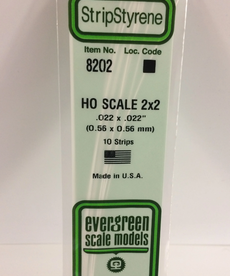 StripStyrene
Item No. Loc. Code
8202
HO SCALE 2x2
.022 x .022"
(0.56 x 0.56 mm)
10 Strips
Made in U.S.A.
evergreen
scale models